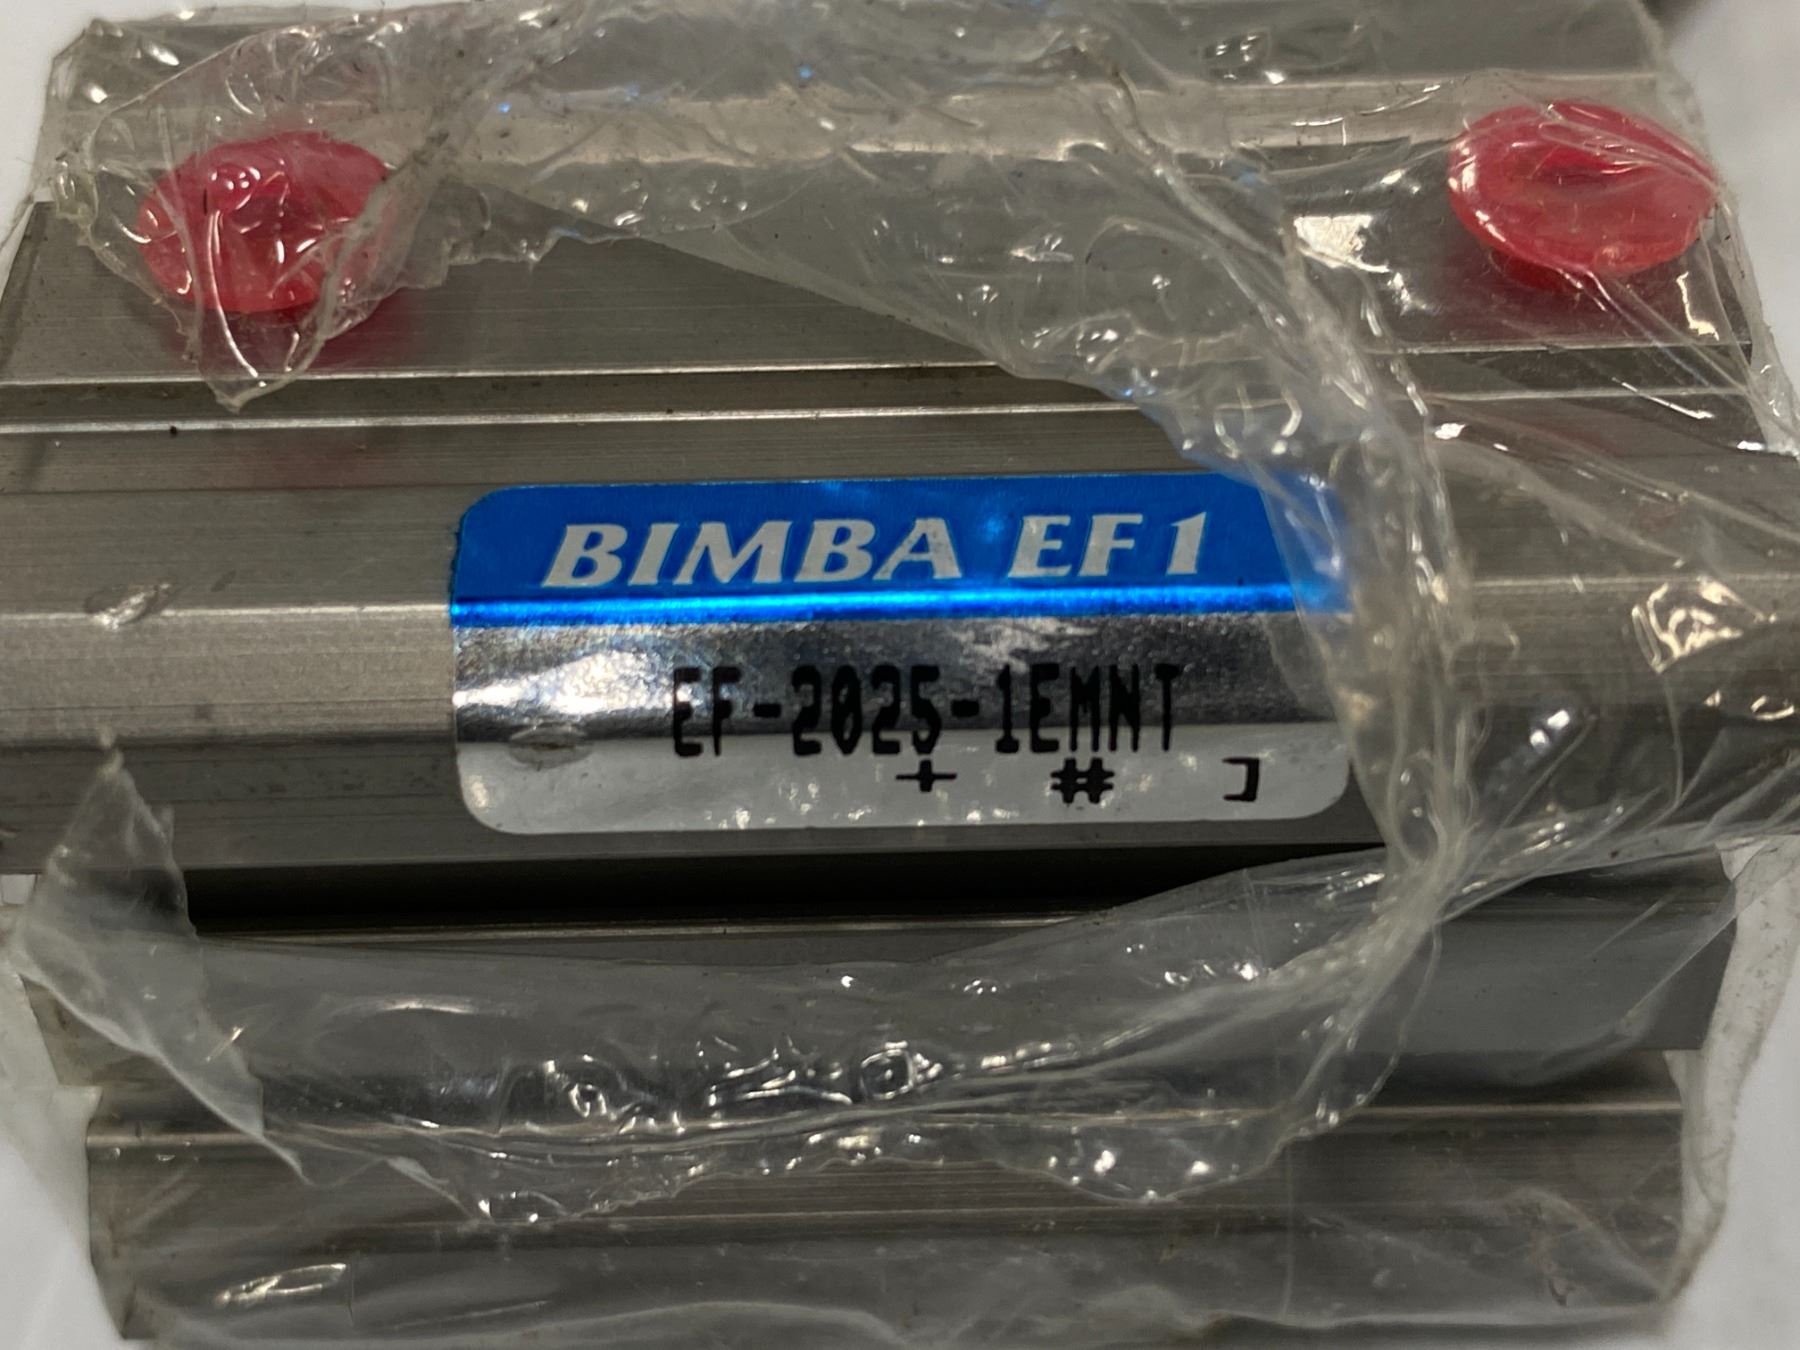 BIMBA EF1
EF-2025-1EMNT
+ # ]